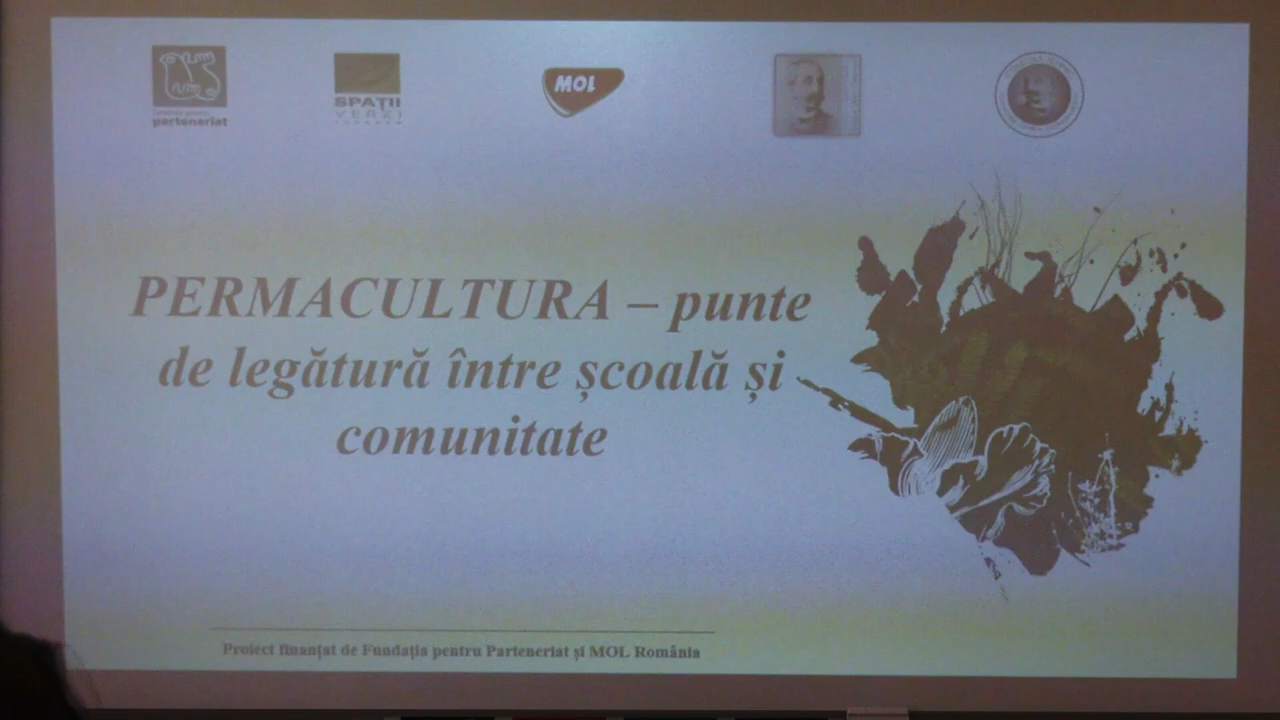 parteneriat
SPAȚII
VERZI
MOL
PERMACULTURA – punte
de legătură între școală și
comunitate
Proiect finanțat de Fundația pentru Parteneriat și MOL România